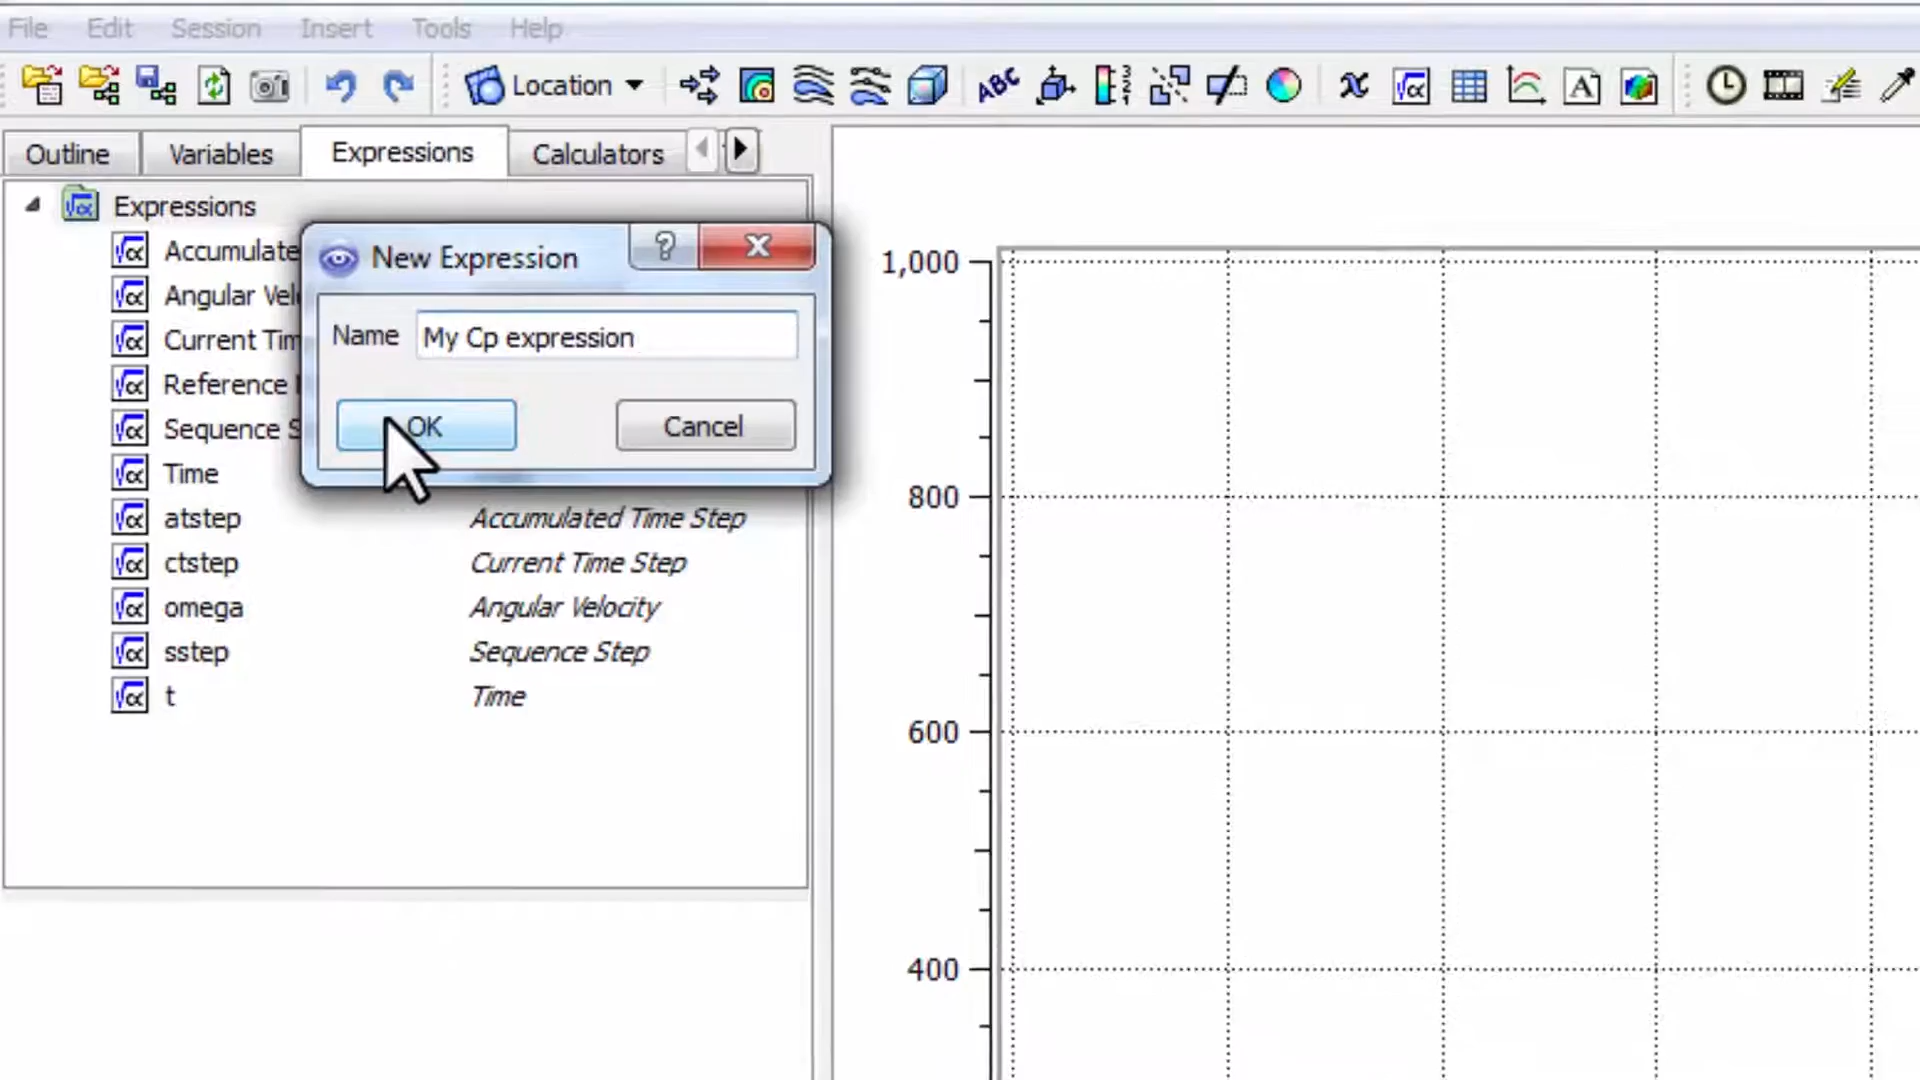 File Edit Session Insert Tools Help
Location
Outline Variables Expressions Calculators
Expressions
Accumulate
Angular Vel
Current Tim
Reference
Sequence S
Time
atstep Accumulated Time Step
ctstep Current Time Step
omega Angular Velocity
sstep Sequence Step
t Time
New Expression
Name My Cp expression
OK Cancel
1,000
800
600
400